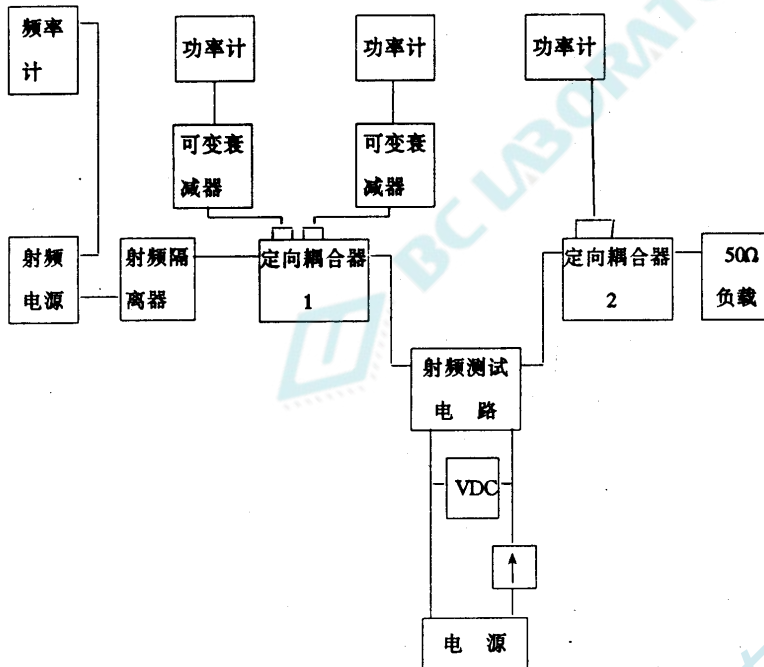 频率
计
功率计
功率计
功率计
可变衰
减器
可变衰
减器
射频
电源
射频隔
离器
定向耦合器
1
定向耦合器
2
50Ω
负载
射频测试
电 路
VDC
电 源
BC LABORATO